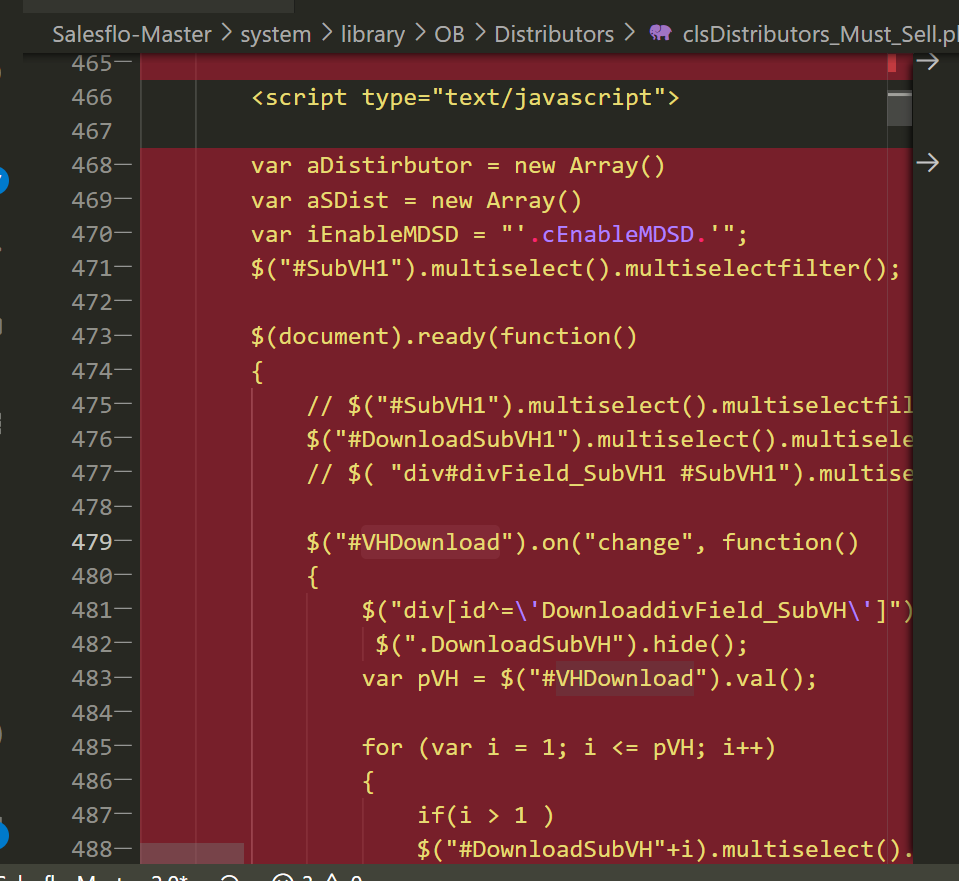 Salesflo-Master > system > library > OB > Distributors > clsDistributors_Must_Sell.p
465—
466 <script type="text/javascript">
467
468— var aDistirbutor = new Array()
469— var aSDist = new Array()
470— var iEnableMDSD = "'.cEnableMDSD.'";
471— $("#SubVH1").multiselect().multiselectfilter();
472—
473— $(document).ready(function()
474— {
475— // $("#SubVH1").multiselect().multiselectfil
476— $("#DownloadSubVH1").multiselect().multisele
477— // $( "div#divField_SubVH1 #SubVH1").multise
478—
479— $("#VHDownload").on("change", function()
480— {
481— $("div[id^=\'DownloaddivField_SubVH\']")
482— $(".DownloadSubVH").hide();
483— var pVH = $("#VHDownload").val();
484—
485— for (var i = 1; i <= pVH; i++)
486— {
487— if(i > 1 )
488— $("#DownloadSubVH"+i).multiselect().